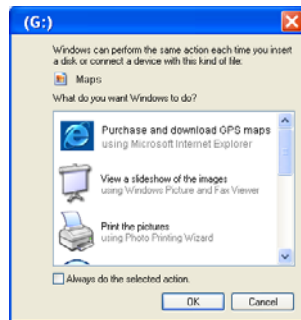 (G:)
Windows can perform the same action each time you insert
a disk or connect a device with this kind of file:
Maps
What do you want Windows to do?
Purchase and download GPS maps
using Microsoft Internet Explorer
View a slideshow of the images
using Windows Picture and Fax Viewer
Print the pictures
using Photo Printing Wizard
Always do the selected action.
OK
Cancel